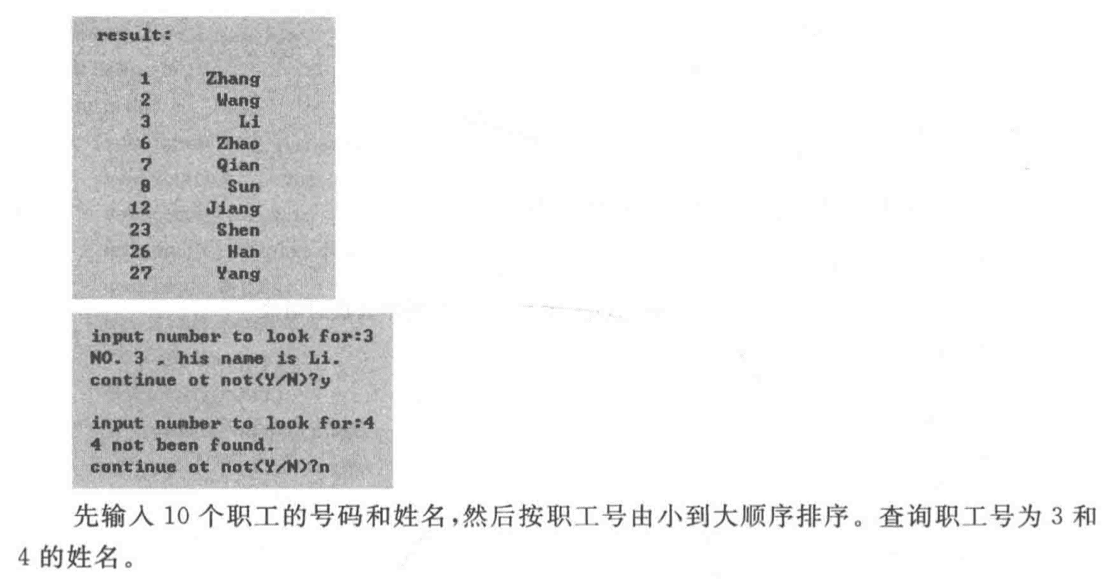 result:
1 Zhang
2 Wang
3 Li
6 Zhao
7 Qian
8 Sun
12 Jiang
23 Shen
26 Han
27 Yang
input number to look for:3
NO. 3 , his name is Li.
continue ot not(Y/N)?y
input number to look for:4
4 not been found.
continue ot not(Y/N)?n
先输入 10 个职工的号码和姓名,然后按职工号由小到大顺序排序。查询职工号为 3 和
4 的姓名。